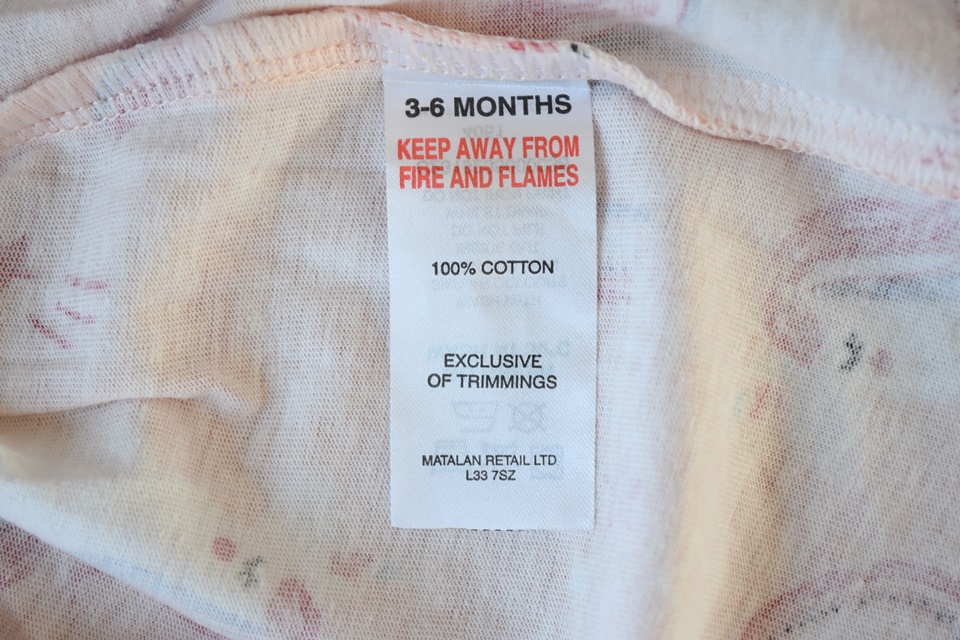 3-6 MONTHS
KEEP AWAY FROM
FIRE AND FLAMES
100% COTTON
EXCLUSIVE
OF TRIMMINGS
MATALAN RETAIL LTD
L33 7SZ